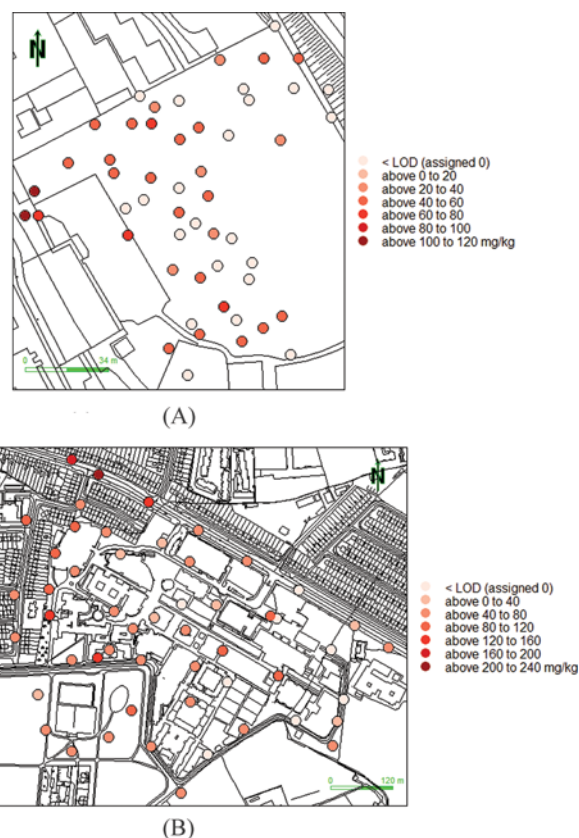 N
< LOD (assigned 0)
above 0 to 20
above 20 to 40
above 40 to 60
above 60 to 80
above 80 to 100
above 100 to 120 mg/kg
0 34 m
(A)
N
< LOD (assigned 0)
above 0 to 40
above 40 to 80
above 80 to 120
above 120 to 160
above 160 to 200
above 200 to 240 mg/kg
0 120 m
(B)